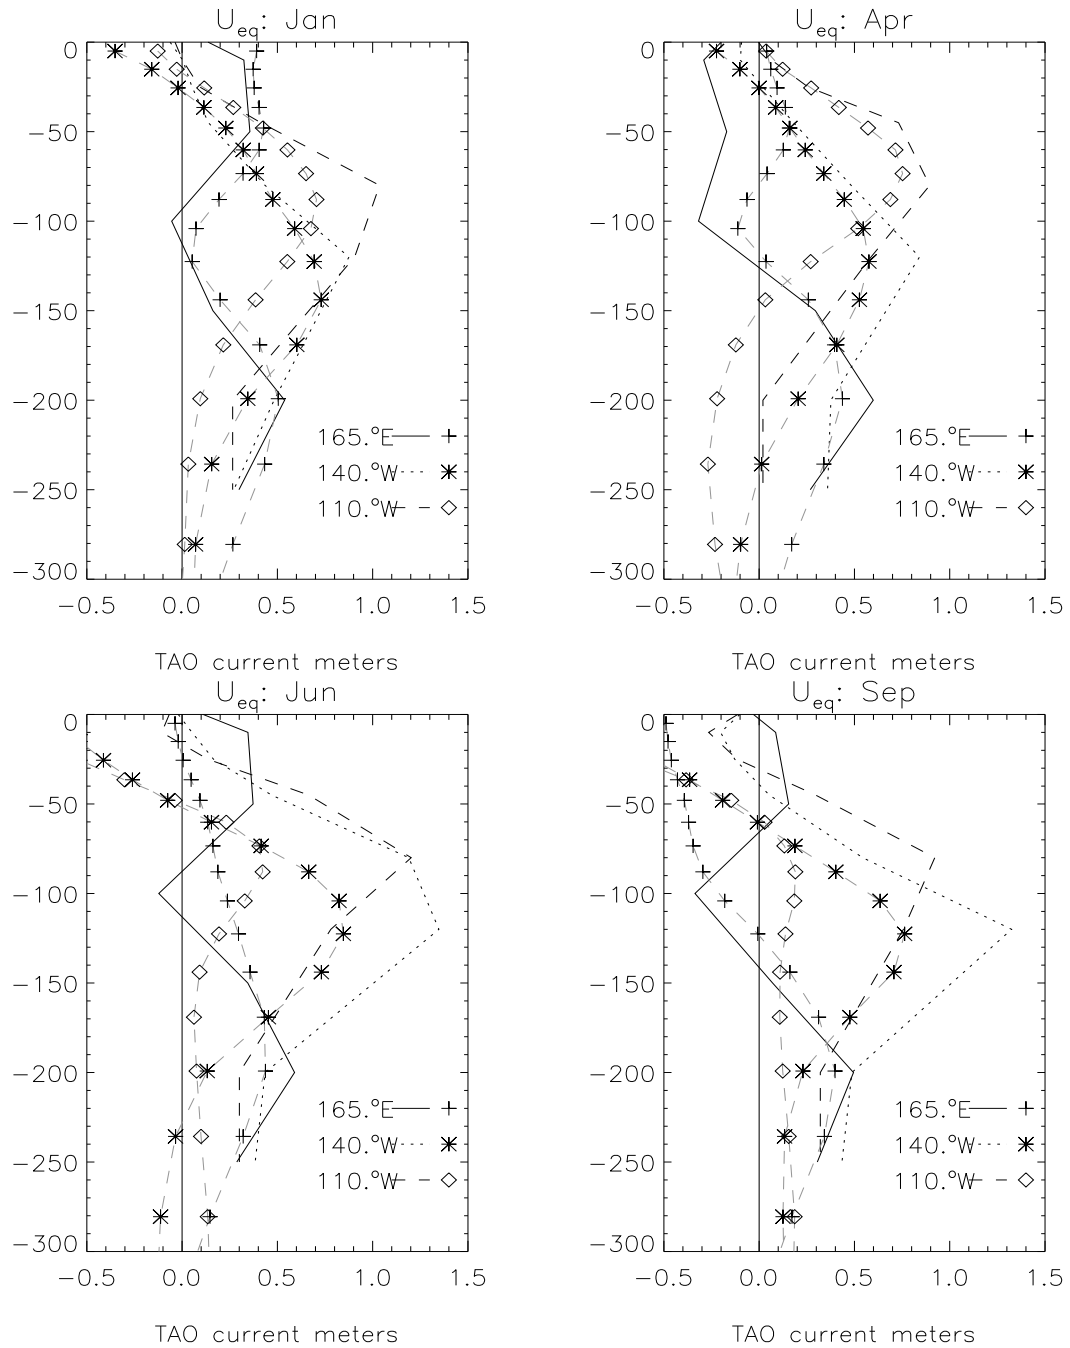 U_eq: Jan
0
−50
−100
−150
−200
−250
−300
165.°E
140.°W
110.°W
−0.5 0.0 0.5 1.0 1.5
TAO current meters
U_eq: Apr
0
−50
−100
−150
−200
−250
−300
165.°E
140.°W
110.°W
−0.5 0.0 0.5 1.0 1.5
TAO current meters
U_eq: Jun
0
−50
−100
−150
−200
−250
−300
165.°E
140.°W
110.°W
−0.5 0.0 0.5 1.0 1.5
TAO current meters
U_eq: Sep
0
−50
−100
−150
−200
−250
−300
165.°E
140.°W
110.°W
−0.5 0.0 0.5 1.0 1.5
TAO current meters